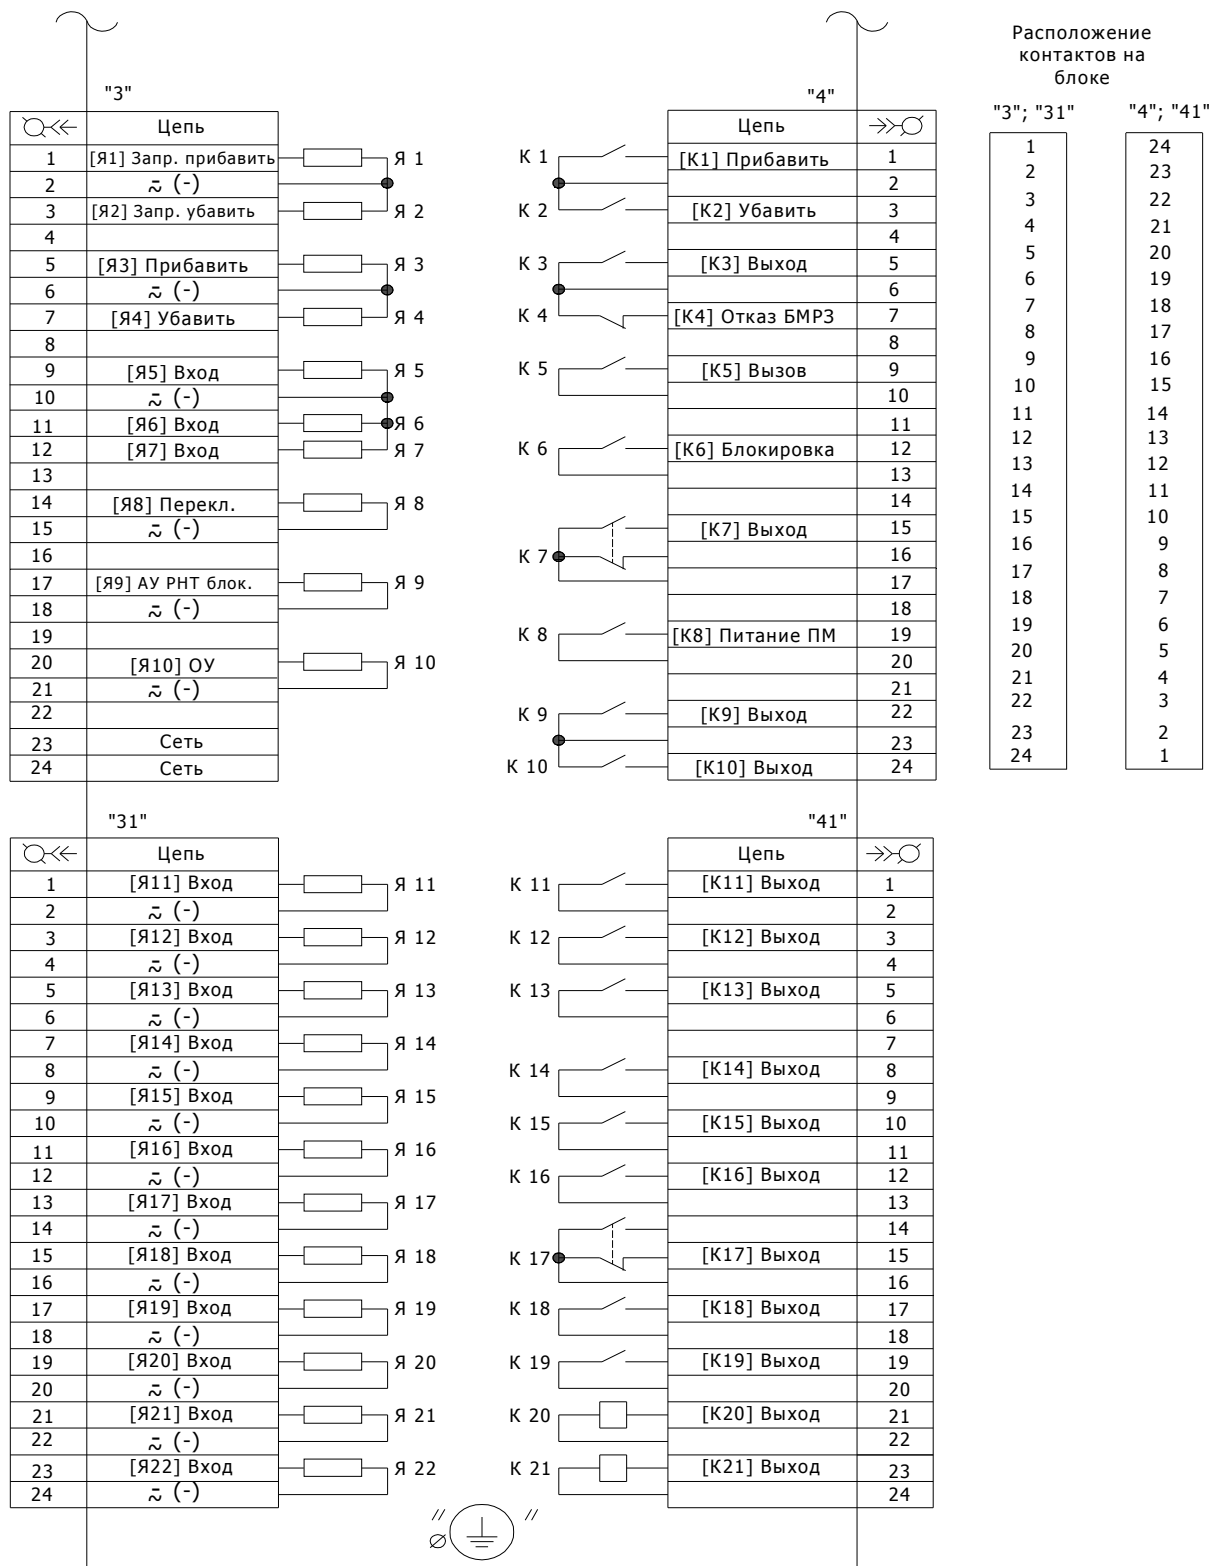 "3"
Цепь
1 [Я1] Запр. прибавить Я 1
2 ≂ (-)
3 [Я2] Запр. убавить Я 2
4
5 [Я3] Прибавить Я 3
6 ≂ (-)
7 [Я4] Убавить Я 4
8
9 [Я5] Вход Я 5
10 ≂ (-)
11 [Я6] Вход Я 6
12 [Я7] Вход Я 7
13
14 [Я8] Перекл. Я 8
15 ≂ (-)
16
17 [Я9] АУ РНТ блок. Я 9
18 ≂ (-)
19
20 [Я10] ОУ Я 10
21 ≂ (-)
22
23 Сеть
24 Сеть
"4"
Цепь
К 1 [К1] Прибавить 1
2
К 2 [К2] Убавить 3
4
К 3 [К3] Выход 5
6
К 4 [К4] Отказ БМРЗ 7
8
К 5 [К5] Вызов 9
10
11
К 6 [К6] Блокировка 12
13
14
[К7] Выход 15
К 7 16
17
18
К 8 [К8] Питание ПМ 19
20
21
К 9 [К9] Выход 22
23
К 10 [К10] Выход 24
Расположение
контактов на
блоке
"3"; "31" "4"; "41"
1 24
2 23
3 22
4 21
5 20
6 19
7 18
8 17
9 16
10 15
11 14
12 13
13 12
14 11
15 10
16 9
17 8
18 7
19 6
20 5
21 4
22 3
23 2
24 1
"31"
Цепь
1 [Я11] Вход Я 11
2 ≂ (-)
3 [Я12] Вход Я 12
4 ≂ (-)
5 [Я13] Вход Я 13
6 ≂ (-)
7 [Я14] Вход Я 14
8 ≂ (-)
9 [Я15] Вход Я 15
10 ≂ (-)
11 [Я16] Вход Я 16
12 ≂ (-)
13 [Я17] Вход Я 17
14 ≂ (-)
15 [Я18] Вход Я 18
16 ≂ (-)
17 [Я19] Вход Я 19
18 ≂ (-)
19 [Я20] Вход Я 20
20 ≂ (-)
21 [Я21] Вход Я 21
22 ≂ (-)
23 [Я22] Вход Я 22
24 ≂ (-)
"41"
Цепь
К 11 [К11] Выход 1
2
К 12 [К12] Выход 3
4
К 13 [К13] Выход 5
6
7
К 14 [К14] Выход 8
9
К 15 [К15] Выход 10
11
К 16 [К16] Выход 12
13
14
К 17 [К17] Выход 15
16
К 18 [К18] Выход 17
18
К 19 [К19] Выход 19
20
К 20 [К20] Выход 21
22
К 21 [К21] Выход 23
24